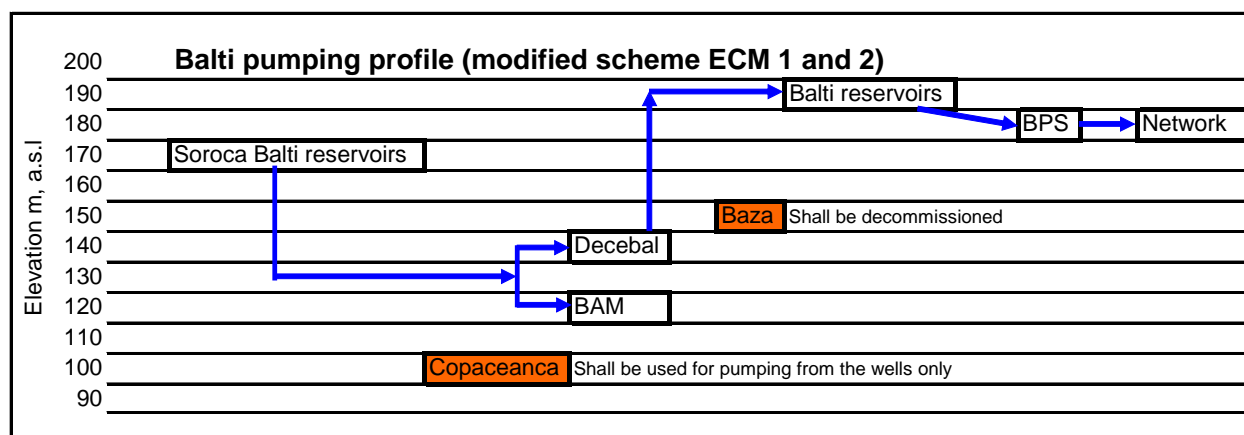 Balti pumping profile (modified scheme ECM 1 and 2)
Elevation m, a.s.l
200
190
Balti reservoirs
180
BPS
Network
170
Soroca Balti reservoirs
160
150
Baza
Shall be decommissioned
140
Decebal
130
120
BAM
110
100
Copaceanca
Shall be used for pumping from the wells only
90